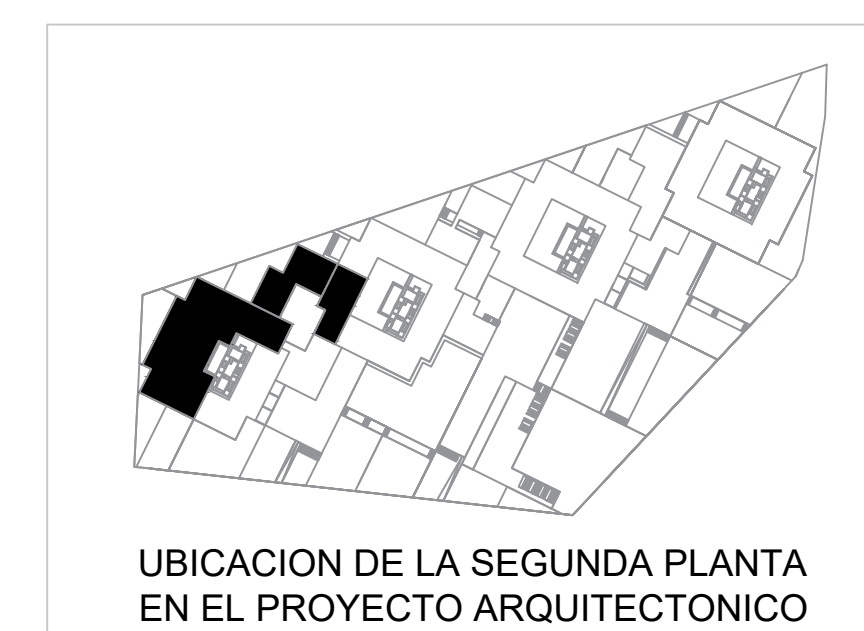 UBICACION DE LA SEGUNDA PLANTA
EN EL PROYECTO ARQUITECTONICO